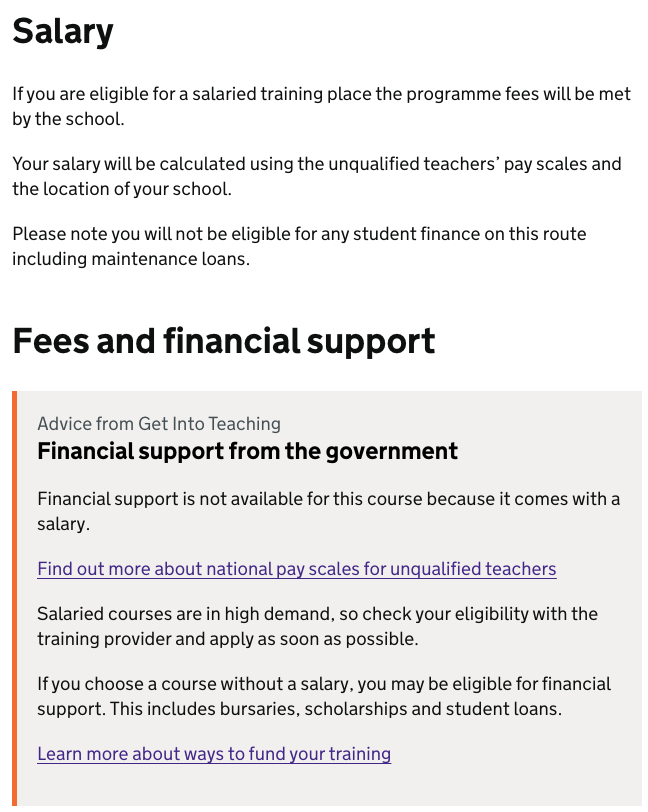 Salary
If you are eligible for a salaried training place the programme fees will be met
by the school.
Your salary will be calculated using the unqualified teachers’ pay scales and
the location of your school.
Please note you will not be eligible for any student finance on this route
including maintenance loans.
Fees and financial support
Advice from Get Into Teaching
Financial support from the government
Financial support is not available for this course because it comes with a
salary.
Find out more about national pay scales for unqualified teachers
Salaried courses are in high demand, so check your eligibility with the
training provider and apply as soon as possible.
If you choose a course without a salary, you may be eligible for financial
support. This includes bursaries, scholarships and student loans.
Learn more about ways to fund your training